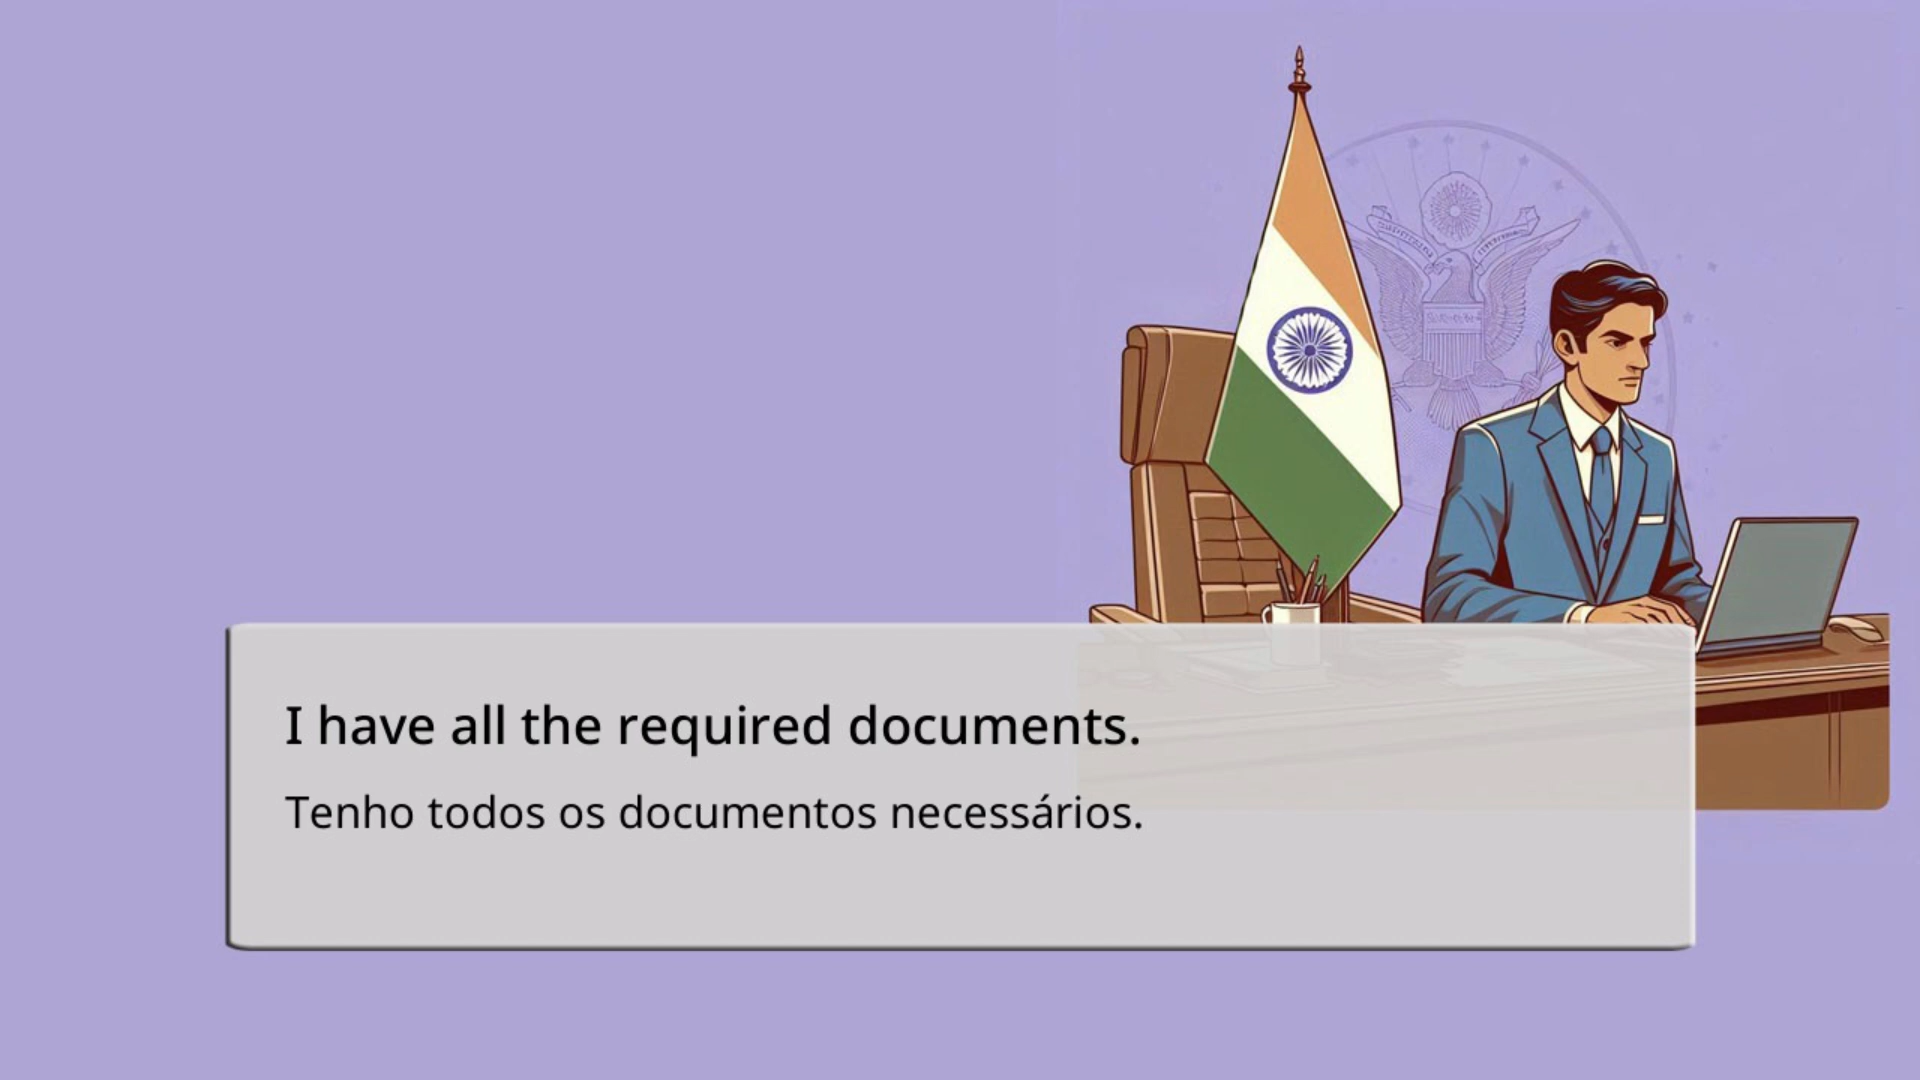 I have all the required documents.
Tenho todos os documentos necessários.